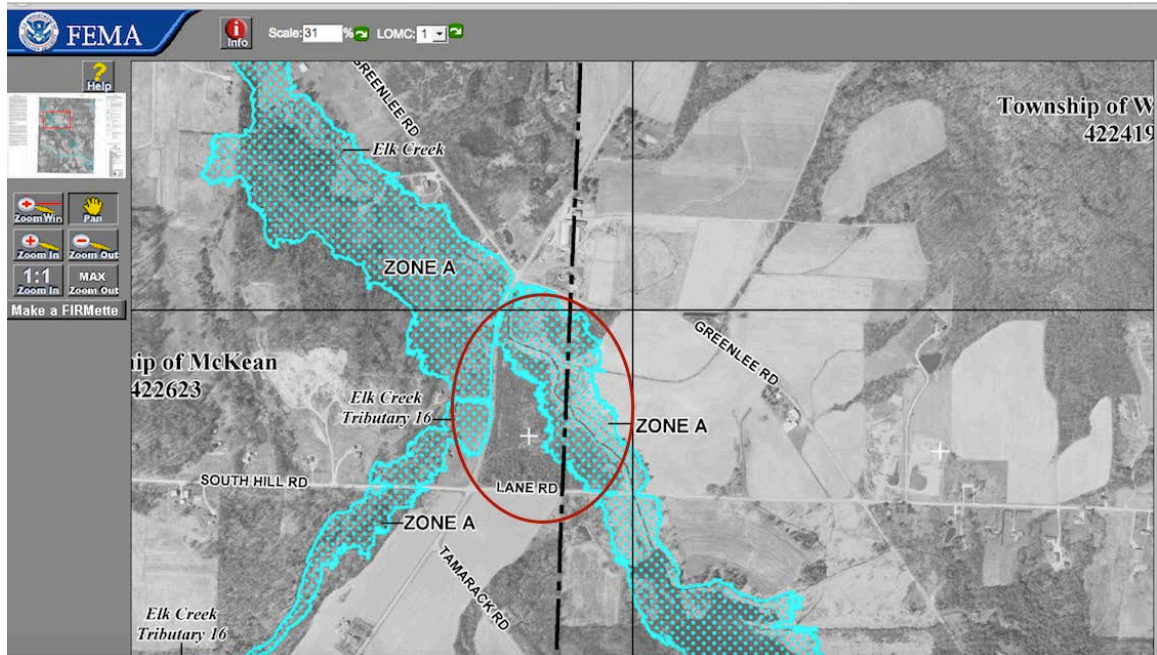 FEMA
Info
Scale: 31 % LOMC: 1
Help
Zoom Win
Pan
Zoom In
Zoom Out
1:1
Zoom In
MAX
Zoom Out
Make a FIRMette
GREENLEE RD
Elk Creek
Township of W
422419
ZONE A
ip of McKean
422623
GREENLEE RD
Elk Creek
Tributary 16
ZONE A
SOUTH HILL RD
LANE RD
ZONE A
TAMARACK RD
Elk Creek
Tributary 16